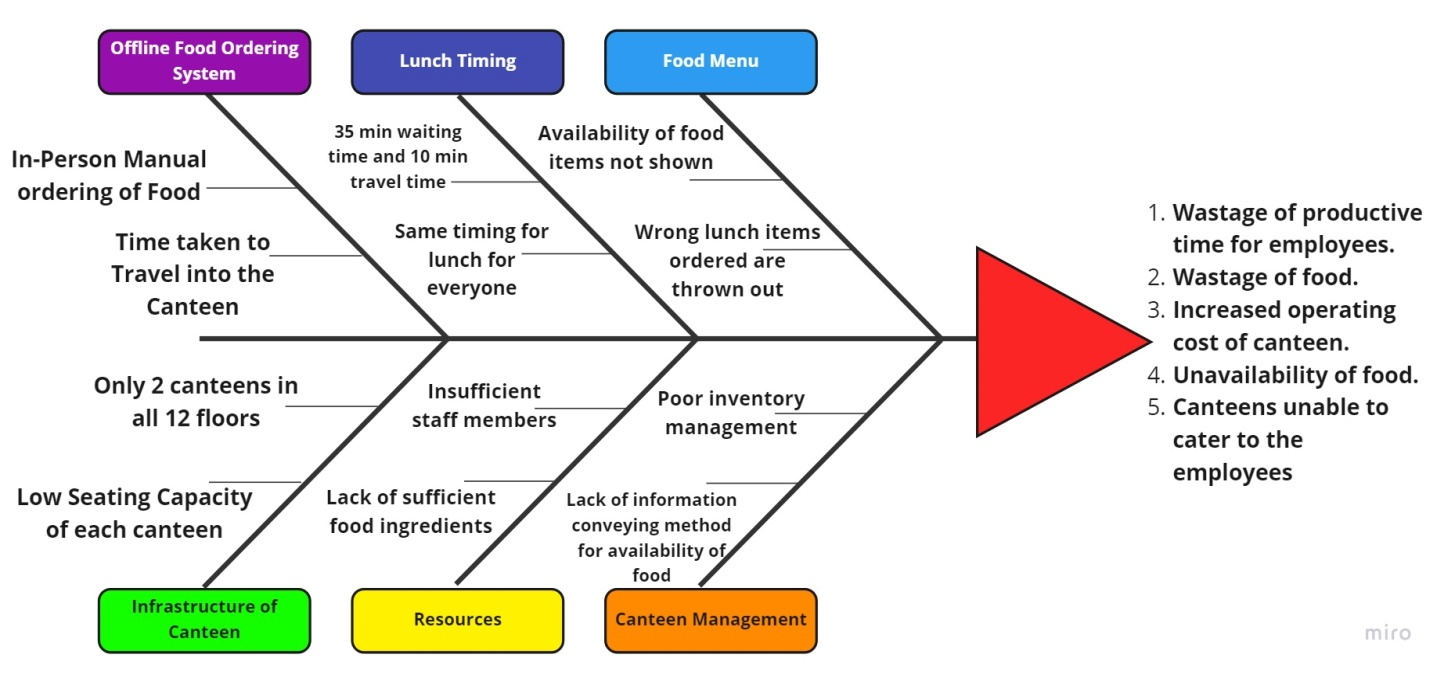 Offline Food Ordering
System
Lunch Timing
Food Menu
In-Person Manual
ordering of Food
Time taken to
Travel into the
Canteen
35 min waiting
time and 10 min
travel time
Same timing for
lunch for
everyone
Availability of food
items not shown
Wrong lunch items
ordered are
thrown out
1. Wastage of productive
time for employees.
2. Wastage of food.
3. Increased operating
cost of canteen.
4. Unavailability of food.
5. Canteens unable to
cater to the
employees
Only 2 canteens in
all 12 floors
Low Seating Capacity
of each canteen
Insufficient
staff members
Lack of sufficient
food ingredients
Poor inventory
management
Lack of information
conveying method
for availability of
food
Infrastructure of
Canteen
Resources
Canteen Management
miro